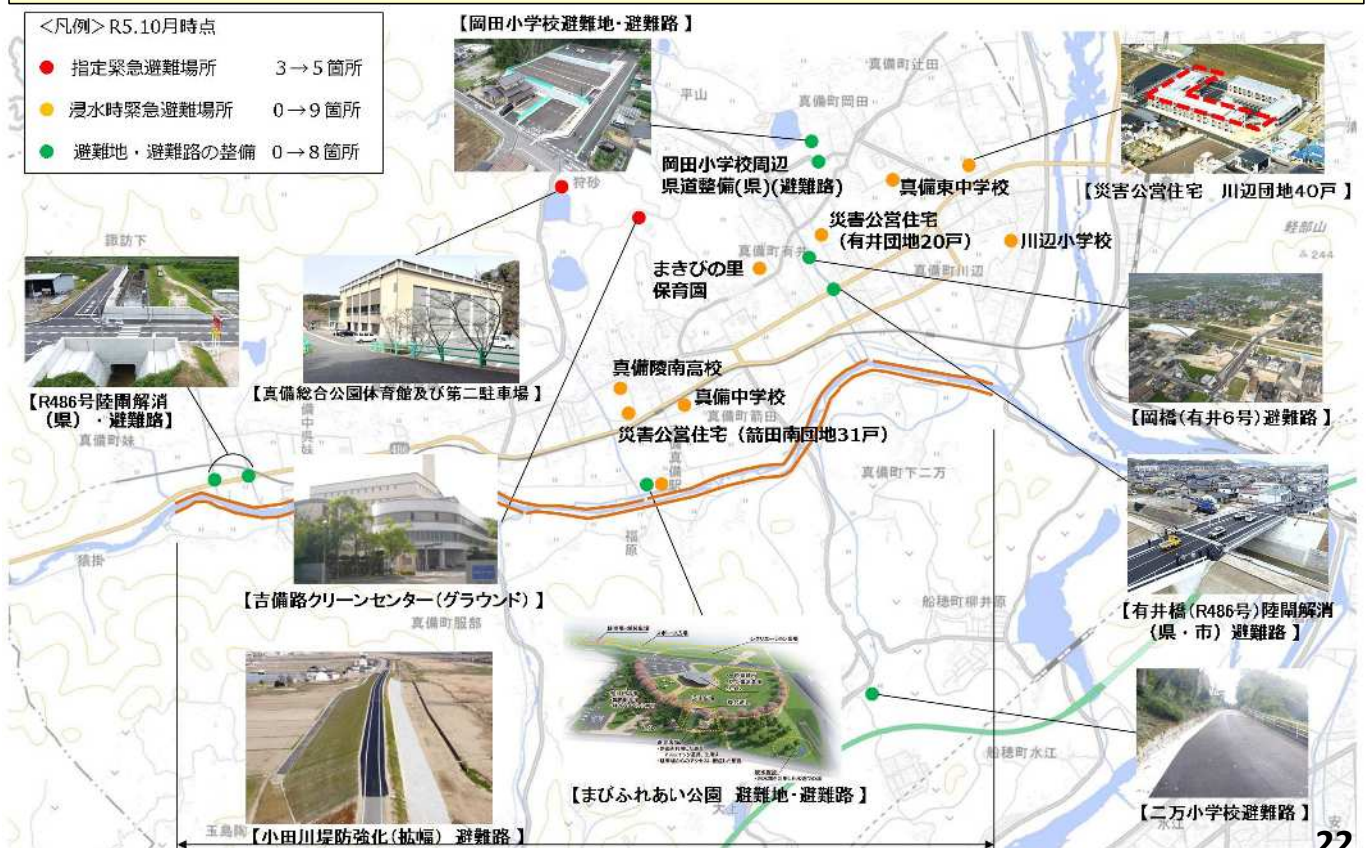 <凡例>R5.10月時点
指定緊急避難場所 3→5箇所
浸水時緊急避難場所 0→9箇所
避難地・避難路の整備 0→8箇所
【岡田小学校避難地・避難路】
真備町辻田
平山
真備町岡田
岡田小学校周辺
県道整備(県)(避難路)
真備東中学校
【災害公営住宅 川辺団地40戸】
狩砂
諏訪下
災害公営住宅
(有井団地20戸)
川辺小学校
軽部山
244
真備町有井
まきびの里
保育園
真備町川辺
【R486号陸閘解消
(県)・避難路】
【真備総合公園体育館及び第二駐車場】
真備陵南高校
真備中学校
真備町箭田
災害公営住宅(箭田南団地31戸)
【岡橋(有井6号)避難路】
真備町妹
備中呉妹
真備町下二万
猿掛
福原
【吉備路クリーンセンター(グラウンド)】
真備町服部
船穂町柳井原
【有井橋(R486号)陸閘解消
(県・市)避難路】
船穂町水江
【まびふれあい公園 避難地・避難路】
【二万小学校避難路】
玉島陶
【小田川堤防強化(拡幅) 避難路】
水江
22